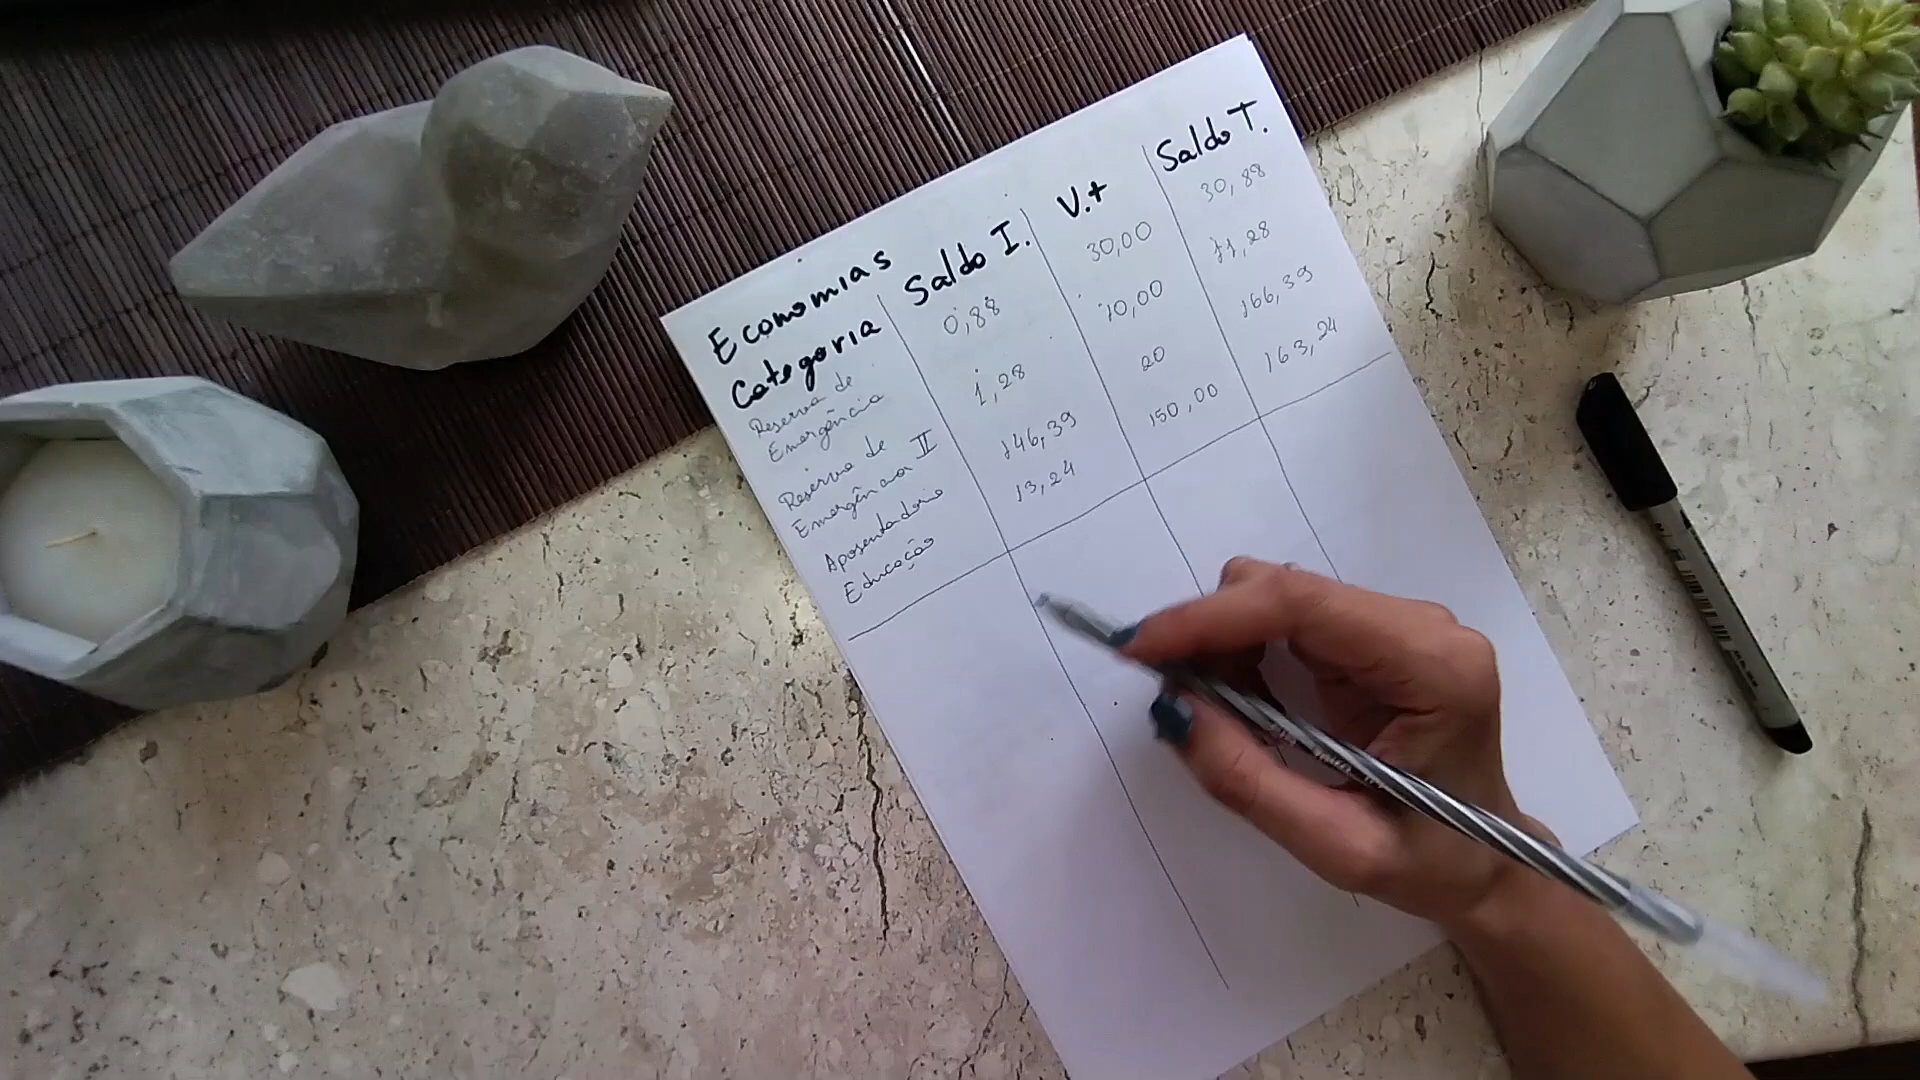 Economias
Categoria Saldo I. V.+ Saldo T.
Reserva de
Emergência 0,88 30,00 30,88
Reserva de
Emergência II 1,28 10,00 11,28
Aposentadoria 146,39 20 166,39
Educação 13,24 150,00 163,24